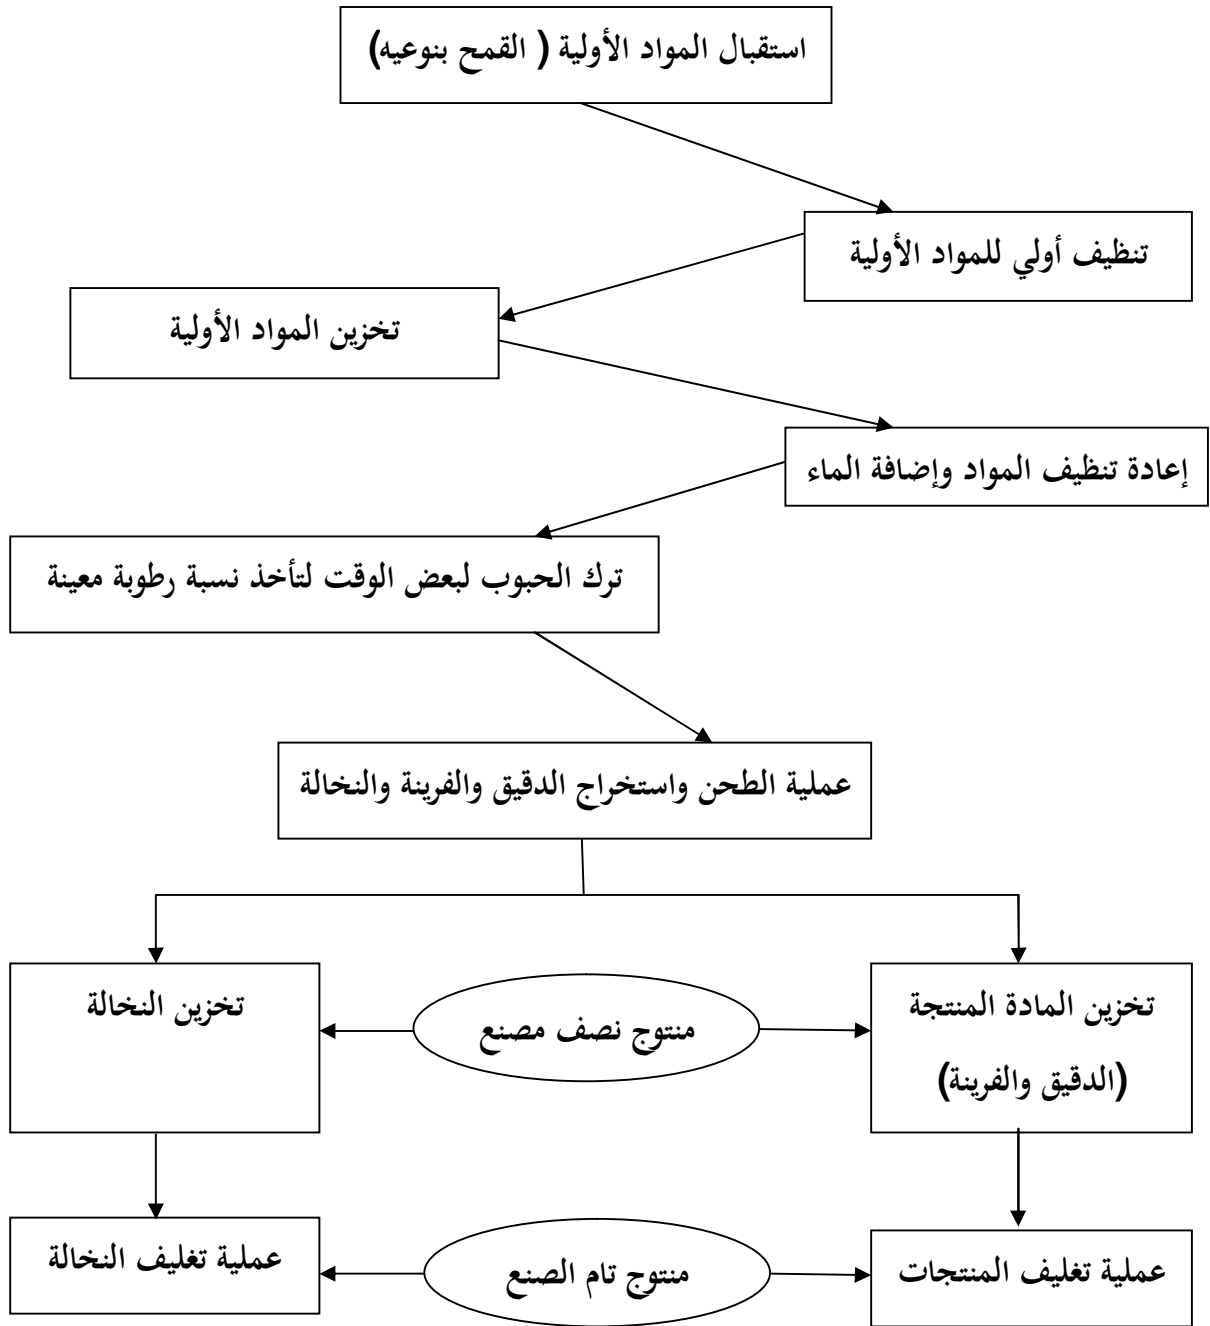 استقبال المواد الأولية ( القمح بنوعيه)
تنظيف أولي للمواد الأولية
تخزين المواد الأولية
إعادة تنظيف المواد وإضافة الماء
ترك الحبوب لبعض الوقت لتأخذ نسبة رطوبة معينة
عملية الطحن واستخراج الدقيق والفرينة والنخالة
تخزين المادة المنتجة
(الدقيق والفرينة)
منتوج نصف مصنع
تخزين النخالة
عملية تغليف المنتجات
منتوج تام الصنع
عملية تغليف النخالة